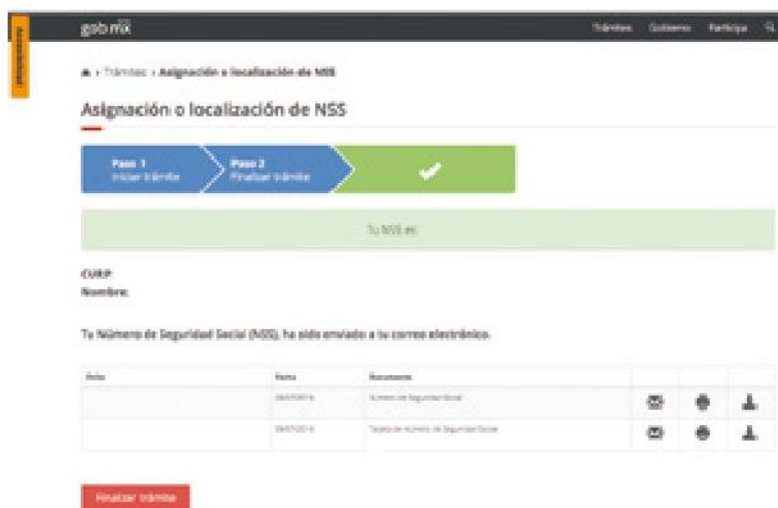 gob mx
Trámites Gobierno Participa
Accesibilidad
> Trámites > Asignación o localización de NSS
Asignación o localización de NSS
Paso 1
Iniciar trámite
Paso 2
Finalizar trámite
Tu NSS es:
CURP:
Nombre:
Tu Número de Seguridad Social (NSS), ha sido enviado a tu correo electrónico.
Folio Fecha Documento
Número de Seguridad Social
Tarjeta de Número de Seguridad Social
Finalizar trámite